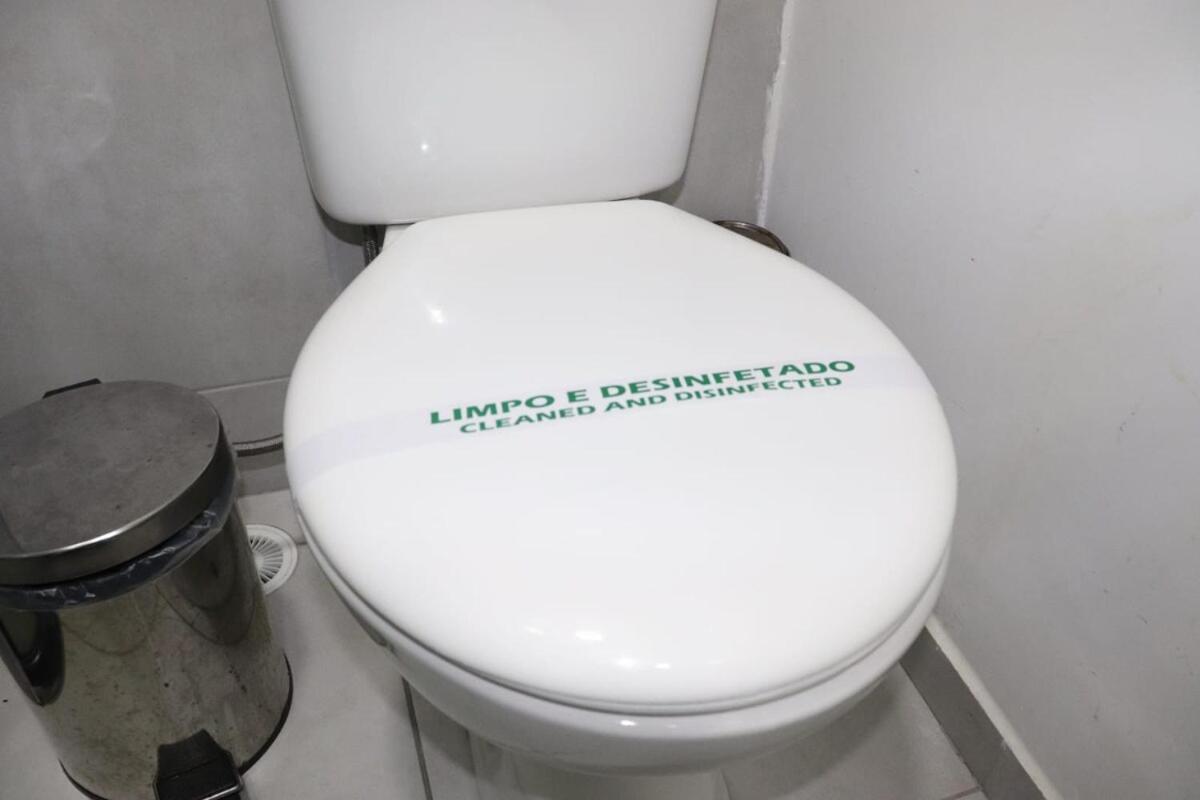 LIMPO E DESINFETADO
CLEANED AND DISINFECTED